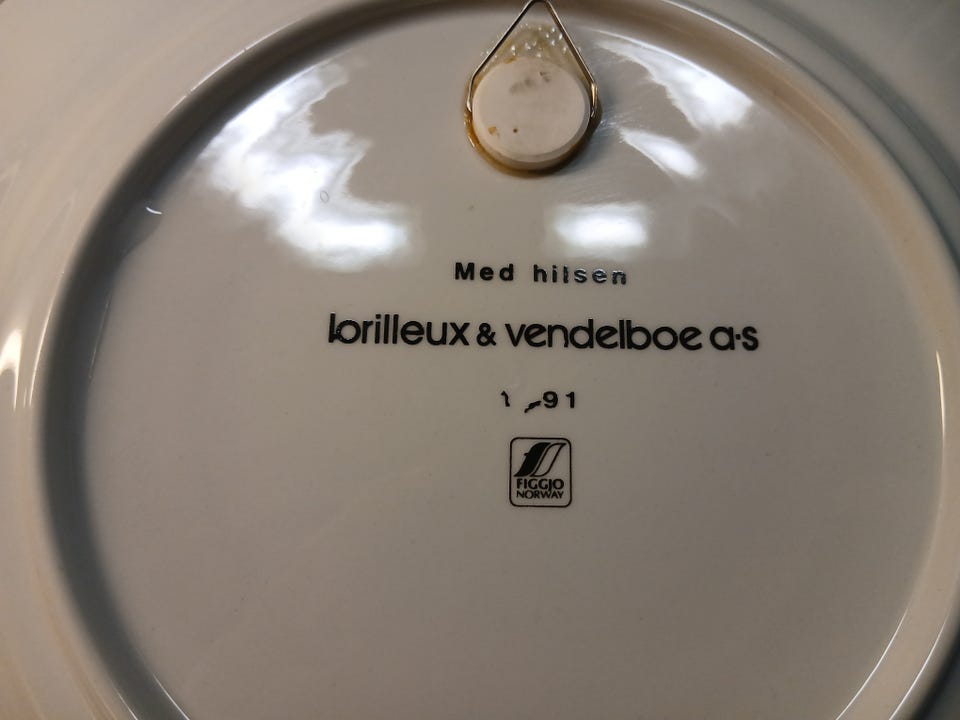 Med hilsen
lorilleux & vendelboe a·s
91
FIGGJO
NORWAY